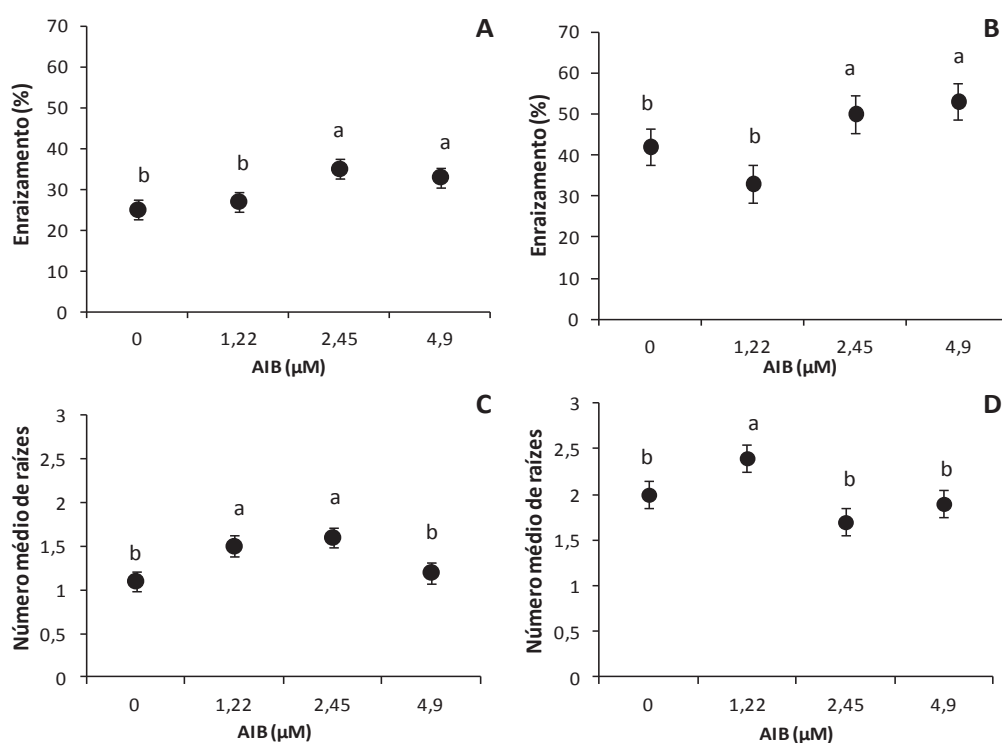 A
Enraizamento (%)
70
60
50
40
30
20
10
0
b
b
a
a
0 1,22 2,45 4,9
AIB (µM)
B
Enraizamento (%)
70
60
50
40
30
20
10
0
b
b
a
a
0 1,22 2,45 4,9
AIB (µM)
C
Número médio de raízes
3
2,5
2
1,5
1
0,5
0
b
a
a
b
0 1,22 2,45 4,9
AIB (µM)
D
Número médio de raízes
3
2,5
2
1,5
1
0,5
0
b
a
b
b
0 1,22 2,45 4,9
AIB (µM)